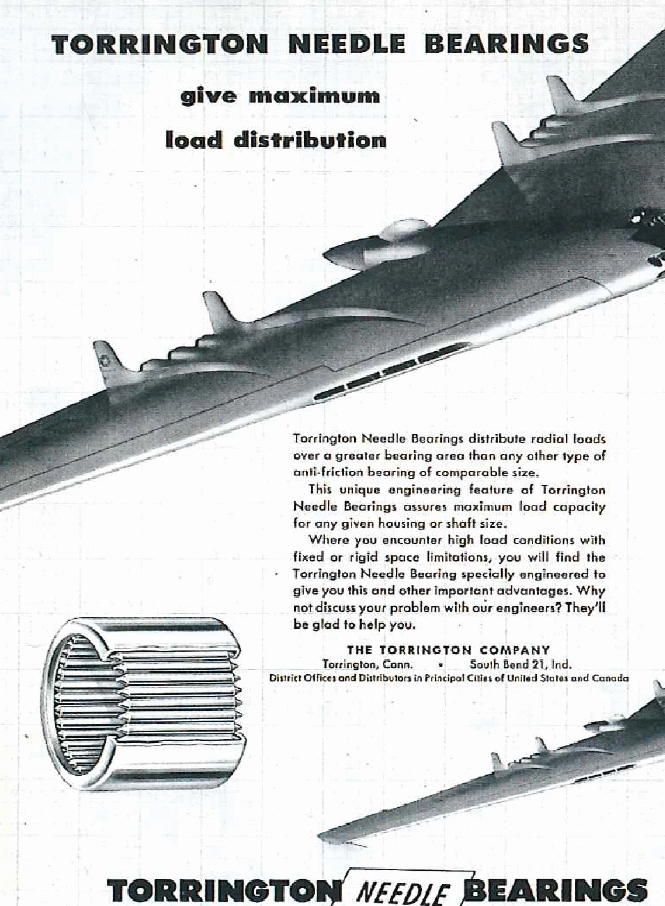 TORRINGTON NEEDLE BEARINGS
give maximum
load distribution
Torrington Needle Bearings distribute radial loads
over a greater bearing area than any other type of
anti-friction bearing of comparable size.
This unique engineering feature of Torrington
Needle Bearings assures maximum load capacity
for any given housing or shaft size.
Where you encounter high load conditions with
fixed or rigid space limitations, you will find the
Torrington Needle Bearing specially engineered to
give you this and other important advantages. Why
not discuss your problem with our engineers? They'll
be glad to help you.
THE TORRINGTON COMPANY
Torrington, Conn. • South Bend 21, Ind.
District Offices and Distributors in Principal Cities of United States and Canada
TORRINGTON NEEDLE BEARINGS